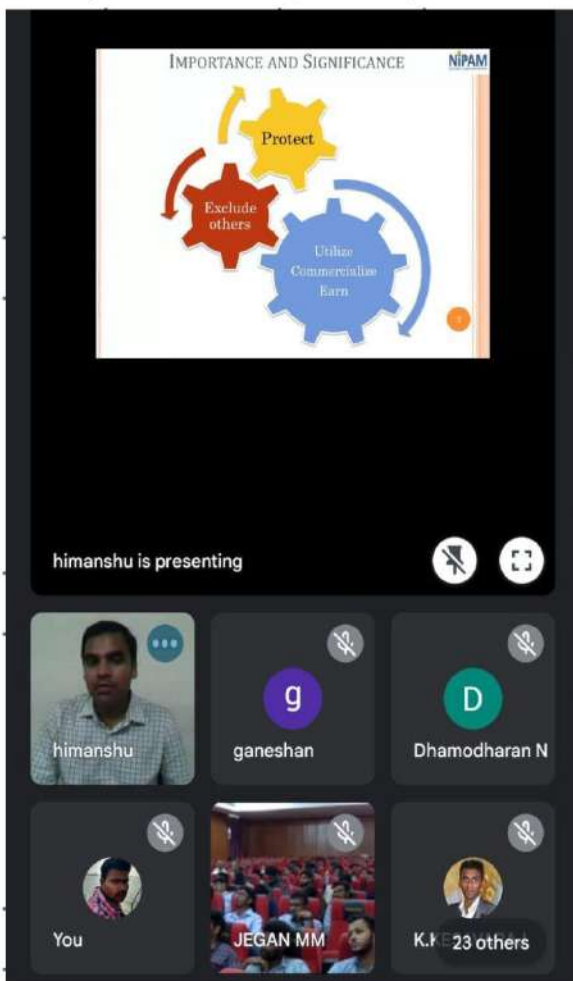 IMPORTANCE AND SIGNIFICANCE
NiPAM
Protect
Exclude
others
Utilize
Commercialize
Earn
himanshu is presenting
himanshu
g
ganeshan
D
Dhamodharan N
You
JEGAN MM
23 others